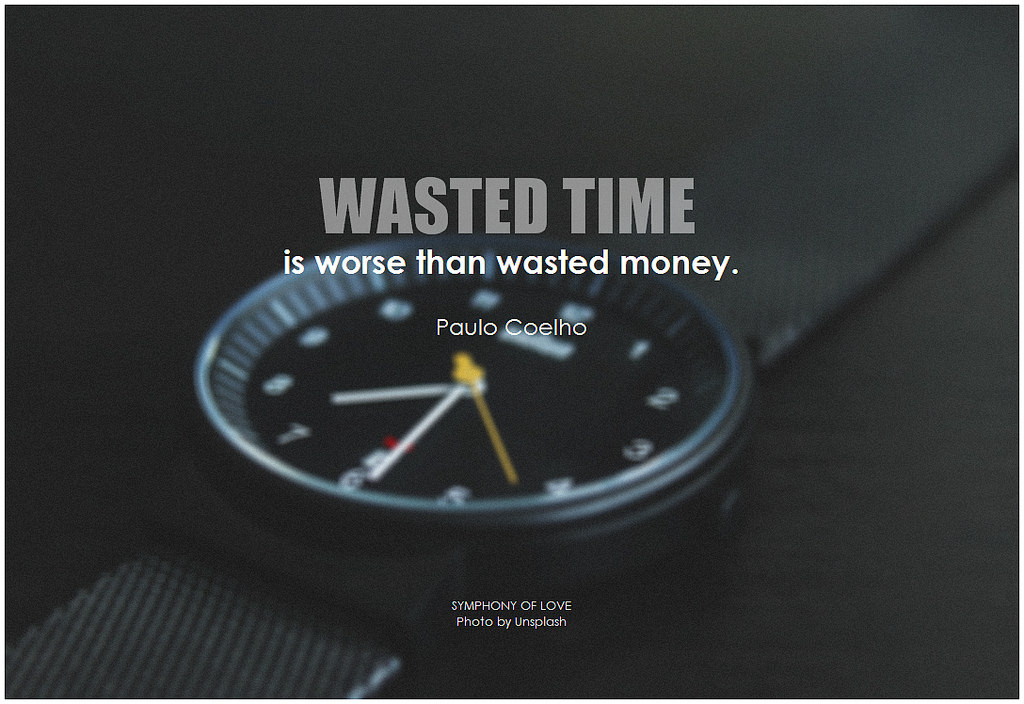 WASTED TIME
is worse than wasted money.
Paulo Coelho
SYMPHONY OF LOVE
Photo by Unsplash